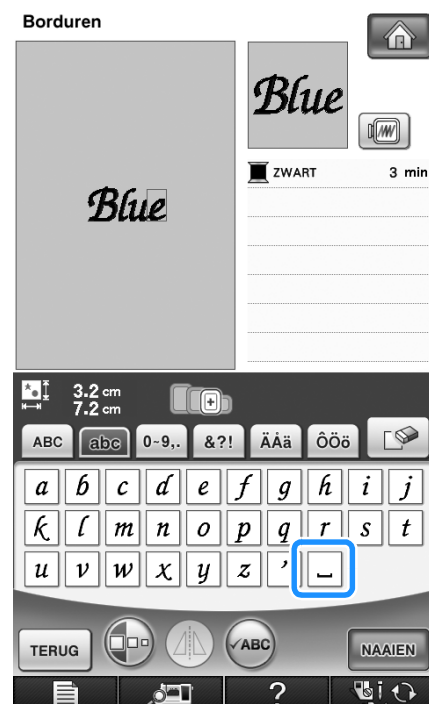 Borduren
Blue
Blue
ZWART 3 min
3.2 cm
7.2 cm
ABC abc 0~9,. &?! ÄÅä ÔÖö
a b c d e f g h i j
k l m n o p q r s t
u v w x y z ' ⎵
TERUG ✓ABC NAAIEN
?